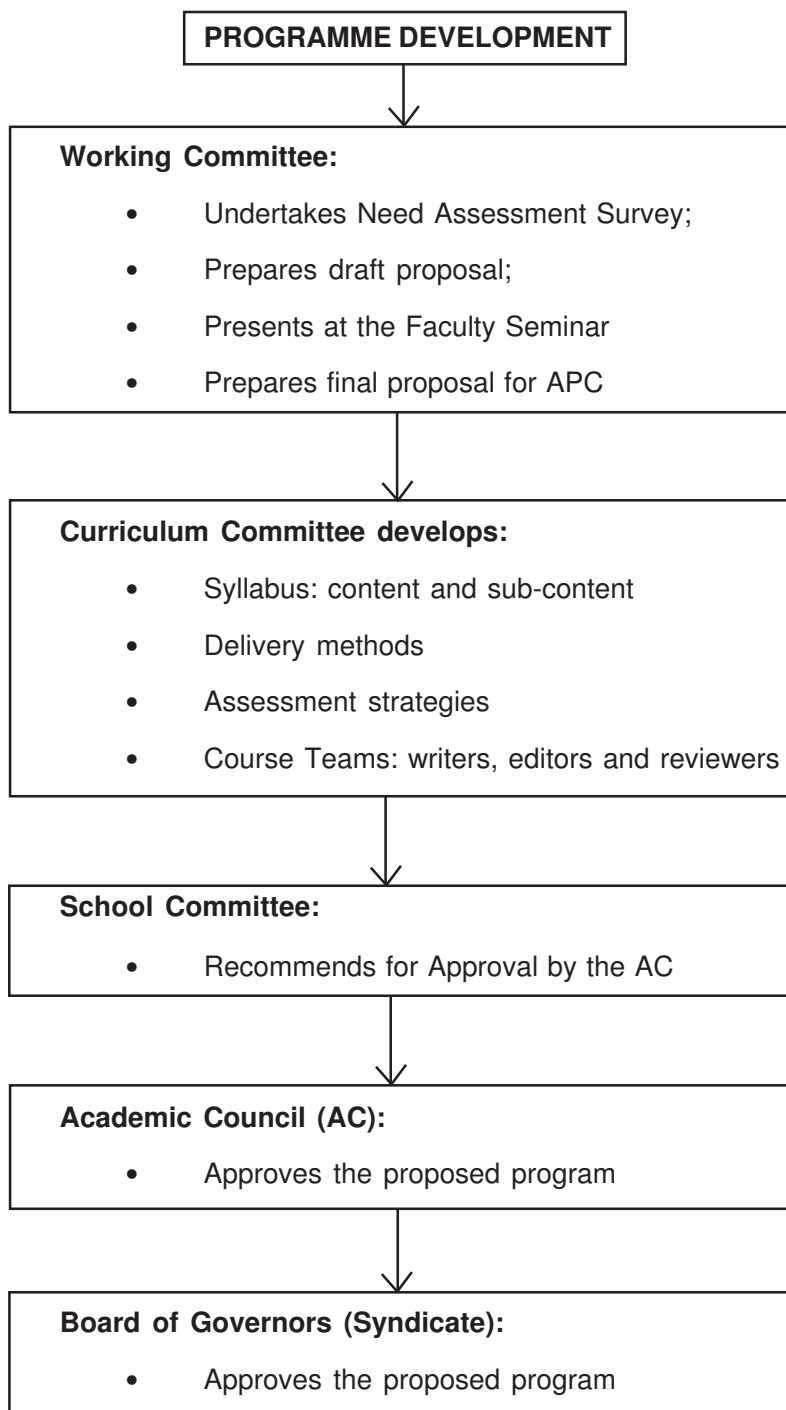 PROGRAMME DEVELOPMENT
Working Committee:
• Undertakes Need Assessment Survey;
• Prepares draft proposal;
• Presents at the Faculty Seminar
• Prepares final proposal for APC
Curriculum Committee develops:
• Syllabus: content and sub-content
• Delivery methods
• Assessment strategies
• Course Teams: writers, editors and reviewers
School Committee:
• Recommends for Approval by the AC
Academic Council (AC):
• Approves the proposed program
Board of Governors (Syndicate):
• Approves the proposed program